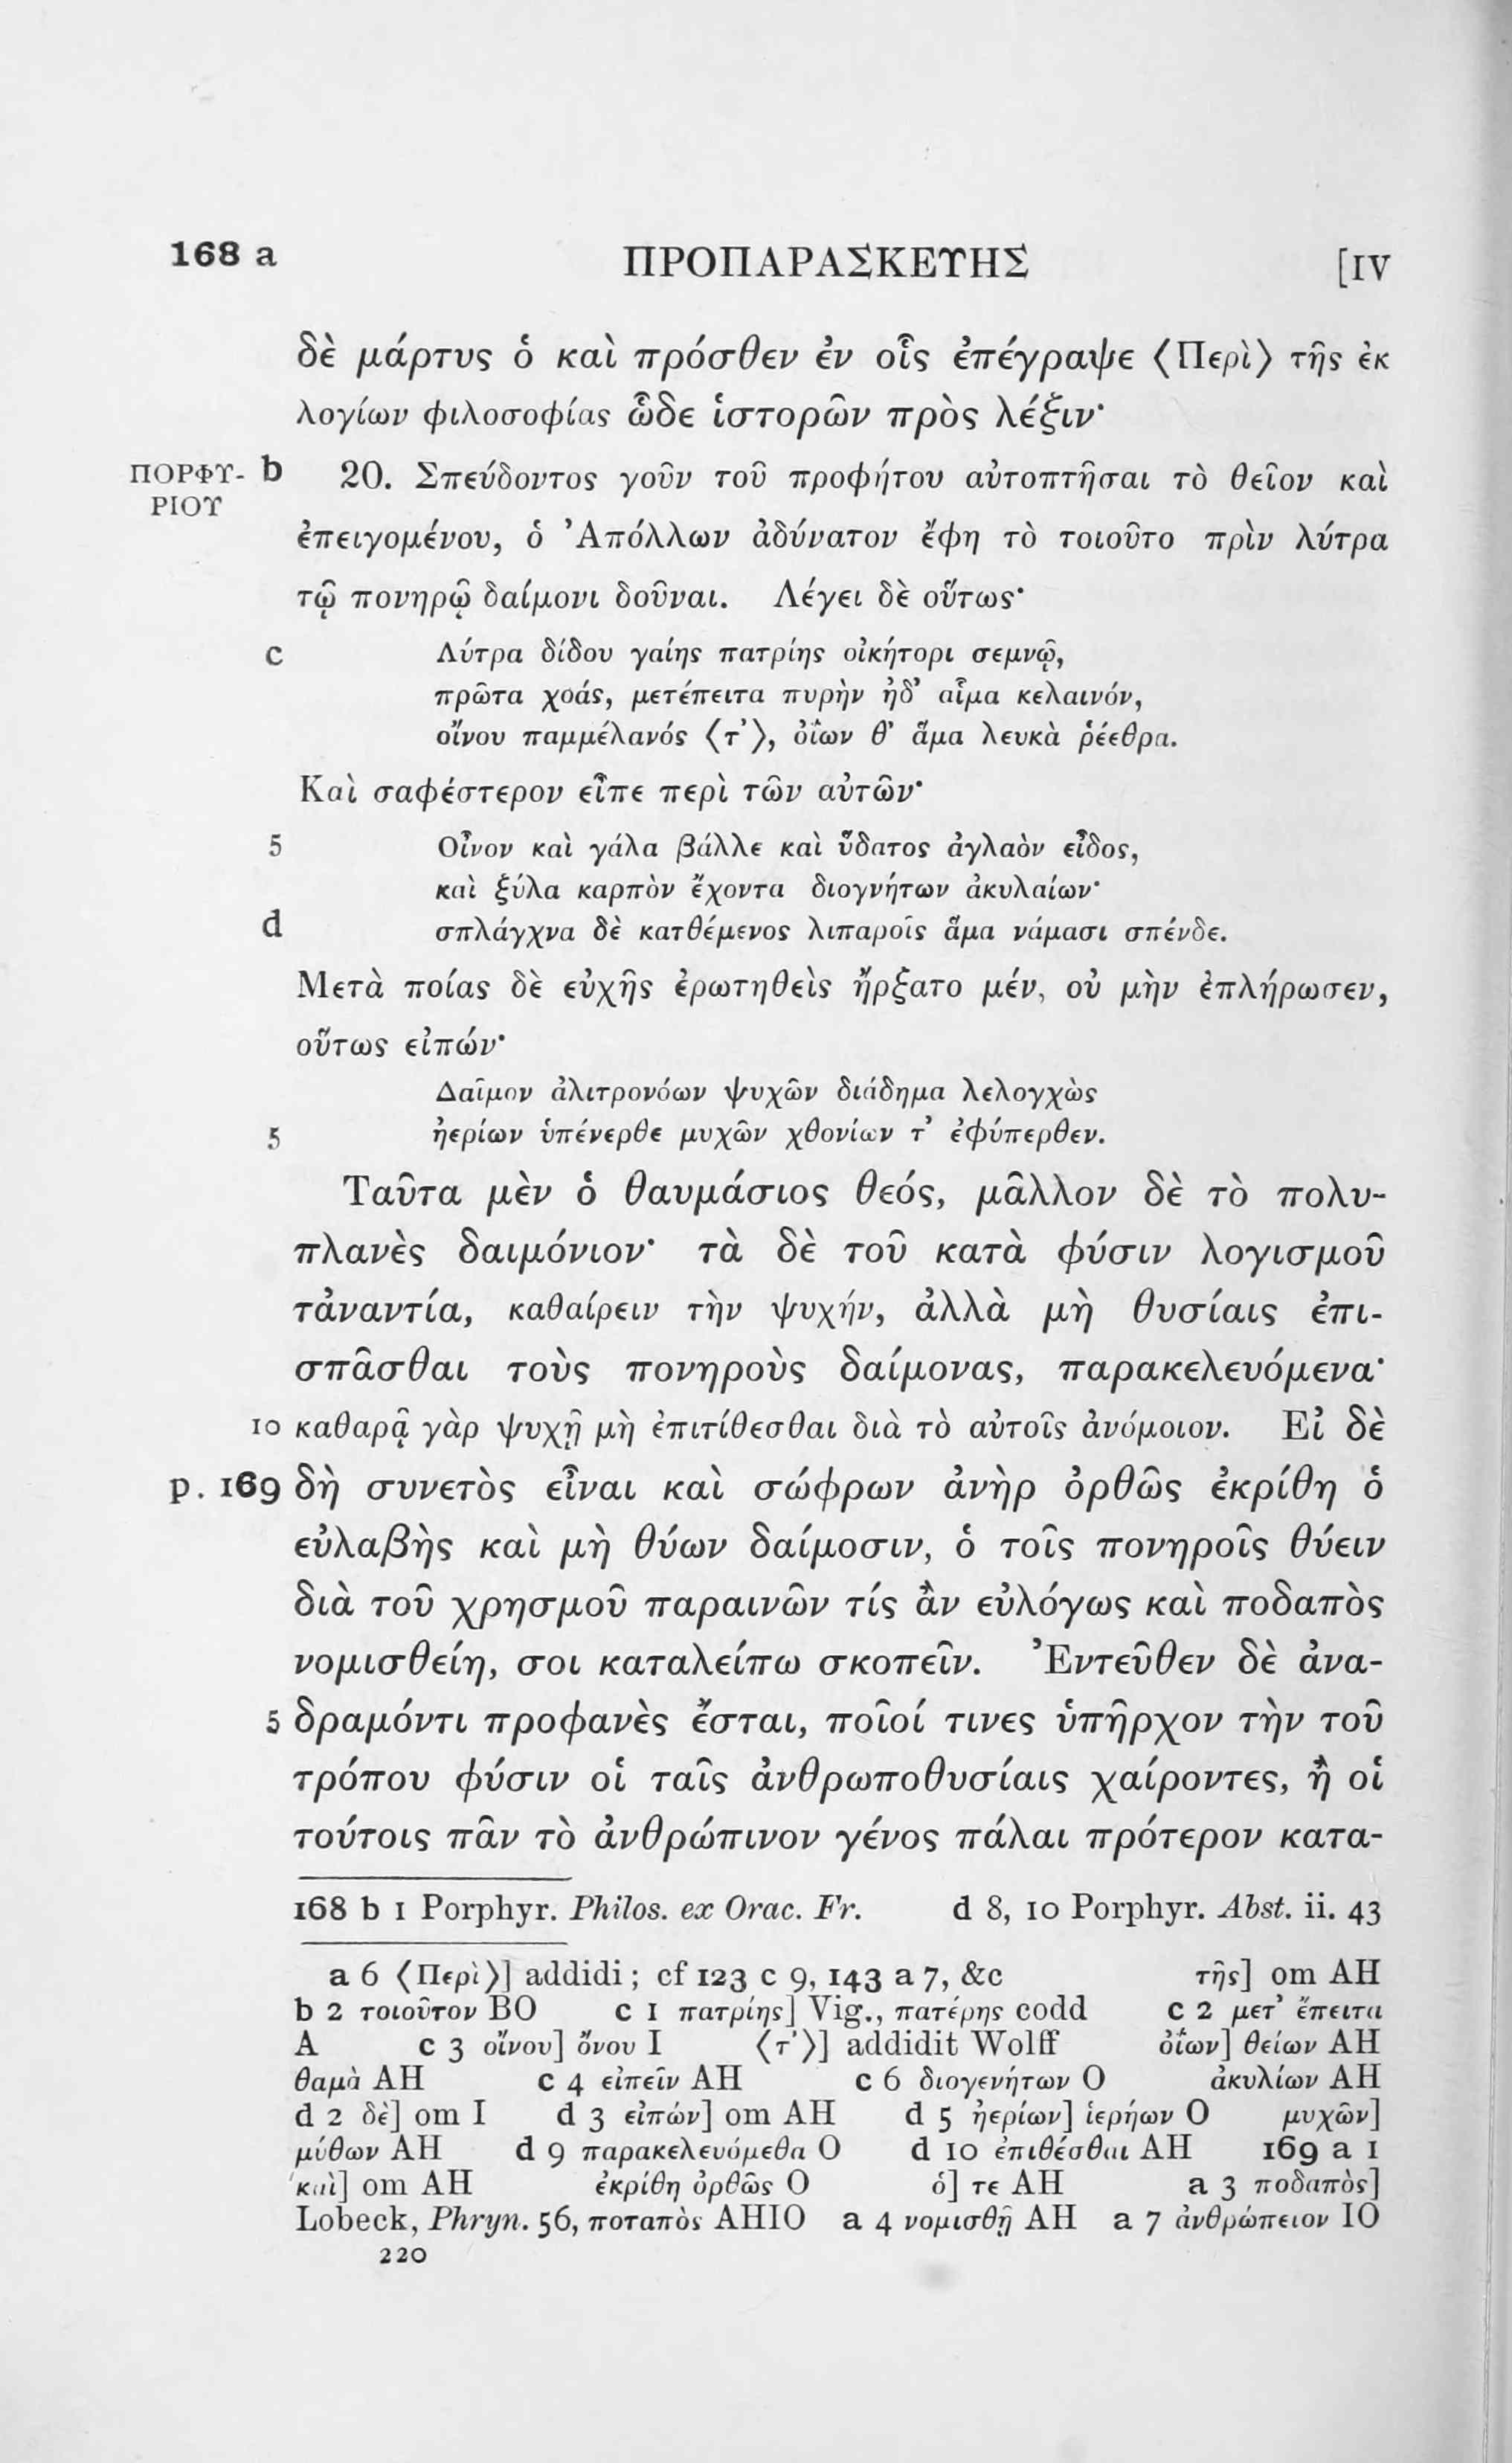 168 a ΠΡΟΠΑΡΑΣΚΕΥΗΣ [IV
δὲ μάρτυς ὁ καὶ πρόσθεν ἐν οἷς ἐπέγραψε ⟨Περὶ⟩ τῆς ἐκ
λογίων φιλοσοφίας ὧδε ἱστορῶν πρὸς λέξιν·
ΠΟΡΦΥ- b 20. Σπεύδοντος γοῦν τοῦ προφήτου αὐτοπτῆσαι τὸ θεῖον καὶ
ΡΙΟΥ
ἐπειγομένου, ὁ Ἀπόλλων ἀδύνατον ἔφη τὸ τοιοῦτο πρὶν λύτρα
τῷ πονηρῷ δαίμονι δοῦναι. Λέγει δὲ οὕτως·
c Λύτρα δίδου γαίης πατρίης οἰκήτορι σεμνῷ,
πρῶτα χοάς, μετέπειτα πυρὴν ἠδ’ αἷμα κελαινόν,
οἴνου παμμέλανός ⟨τ’⟩, ὀΐων θ’ ἅμα λευκὰ ῥέεθρα.
Καὶ σαφέστερον εἶπε περὶ τῶν αὐτῶν·
5 Οἶνον καὶ γάλα βάλλε καὶ ὕδατος ἀγλαὸν εἶδος,
καὶ ξύλα καρπὸν ἔχοντα διογνήτων ἀκυλαίων·
d σπλάγχνα δὲ κατθέμενος λιπαροῖς ἅμα νάμασι σπένδε.
Μετὰ ποίας δὲ εὐχῆς ἐρωτηθεὶς ἤρξατο μέν, οὐ μὴν ἐπλήρωσεν,
οὕτως εἰπών·
Δαῖμον ἀλιτρονόων ψυχῶν διάδημα λελογχὼς
5 ἠερίων ὑπένερθε μυχῶν χθονίων τ’ ἐφύπερθεν.
Ταῦτα μὲν ὁ θαυμάσιος θεός, μᾶλλον δὲ τὸ πολυ-
πλανὲς δαιμόνιον· τὰ δὲ τοῦ κατὰ φύσιν λογισμοῦ
τἀναντία, καθαίρειν τὴν ψυχήν, ἀλλὰ μὴ θυσίαις ἐπι-
σπᾶσθαι τοὺς πονηροὺς δαίμονας, παρακελευόμενα·
10 καθαρᾷ γὰρ ψυχῇ μὴ ἐπιτίθεσθαι διὰ τὸ αὐτοῖς ἀνόμοιον. Εἰ δὲ
p. 169 δὴ συνετὸς εἶναι καὶ σώφρων ἀνὴρ ὀρθῶς ἐκρίθη ὁ
εὐλαβὴς καὶ μὴ θύων δαίμοσιν, ὁ τοῖς πονηροῖς θύειν
διὰ τοῦ χρησμοῦ παραινῶν τίς ἂν εὐλόγως καὶ ποδαπὸς
νομισθείη, σοι καταλείπω σκοπεῖν. Ἐντεῦθεν δὲ ἀνα-
5 δραμόντι προφανὲς ἔσται, ποῖοί τινες ὑπῆρχον τὴν τοῦ
τρόπου φύσιν οἱ ταῖς ἀνθρωποθυσίαις χαίροντες, ἢ οἱ
τούτοις πᾶν τὸ ἀνθρώπινον γένος πάλαι πρότερον κατα-
168 b 1 Porphyr. Philos. ex Orac. Fr. d 8, 10 Porphyr. Abst. ii. 43
a 6 ⟨Περὶ⟩] addidi; cf 123 c 9, 143 a 7, &c τῆς] om AH
b 2 τοιοῦτον BO c 1 πατρίης] Vig., πατέρης codd c 2 μετ’ ἔπειτα
A c 3 οἴνου] ὄνου I ⟨τ’⟩] addidit Wolff ὀΐων] θείων AH
θαμὰ AH c 4 εἰπεῖν AH c 6 διογενήτων O ἀκυλίων AH
d 2 δὲ] om I d 3 εἰπών] om AH d 5 ἠερίων] ἱερήων O μυχῶν]
μύθων AH d 9 παρακελευόμεθα O d 10 ἐπιθέσθαι AH 169 a 1
καὶ] om AH ἐκρίθη ὀρθῶς O ὁ] τε AH a 3 ποδαπὸς]
Lobeck, Phryn. 56, ποταπὸς AHIO a 4 νομισθῇ AH a 7 ἀνθρώπειον IO
220